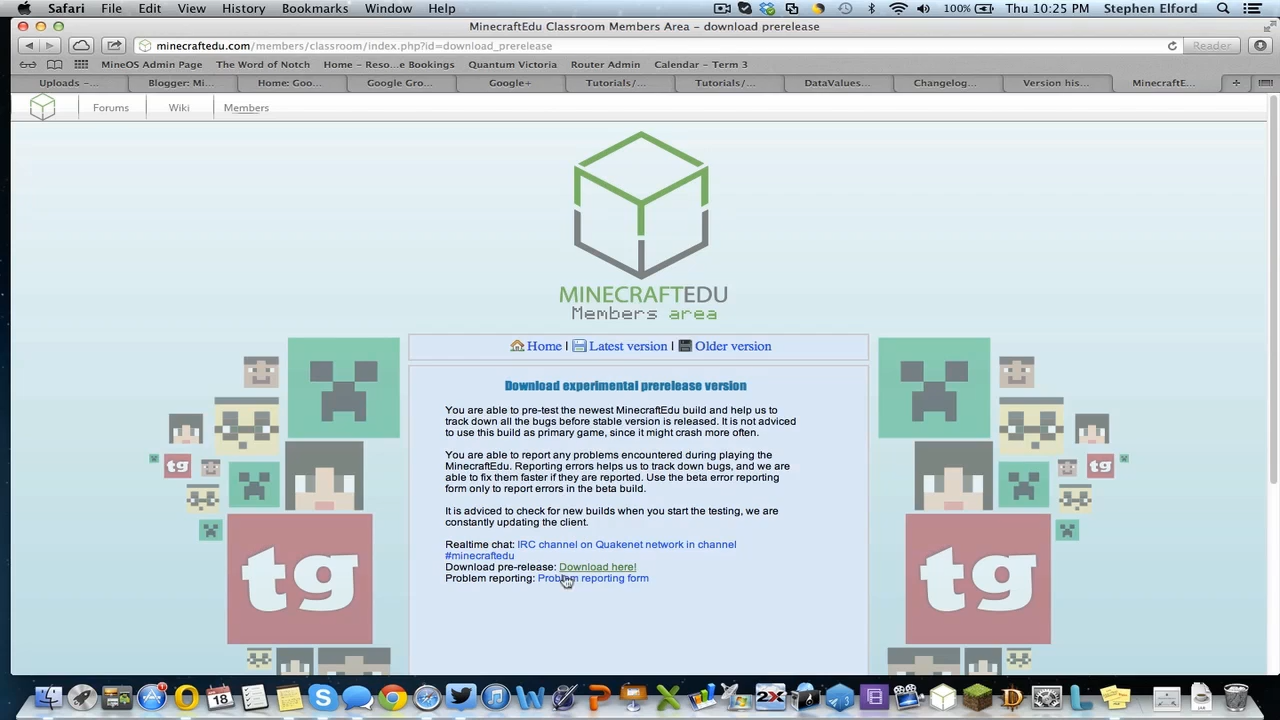 Safari File Edit View History Bookmarks Window Help 100% Thu 10:25 PM Stephen Elford
MinecraftEdu Classroom Members Area – download prerelease
minecraftedu.com/members/classroom/index.php?id=download_prerelease Reader
MineOS Admin Page The Word of Notch Home – Reso...e Bookings Quantum Victoria Router Admin Calendar – Term 3
Uploads –... Blogger: Mi... Home: Goo... Google Gro... Google+ Tutorials/... Tutorials/... DataValues... Changelog... Version his... MinecraftE...
Forums Wiki Members
MINECRAFTEDU
Members area
Home | Latest version | Older version
Download experimental prerelease version
You are able to pre-test the newest MinecraftEdu build and help us to
track down all the bugs before stable version is released. It is not adviced
to use this build as primary game, since it might crash more often.
You are able to report any problems encountered during playing the
MinecraftEdu. Reporting errors helps us to track down bugs, and we are
able to fix them faster if they are reported. Use the beta error reporting
form only to report errors in the beta build.
It is adviced to check for new builds when you start the testing, we are
constantly updating the client.
Realtime chat: IRC channel on Quakenet network in channel
#minecraftedu
Download pre-release: Download here!
Problem reporting: Problem reporting form
tg tg
tg tg
18 2X